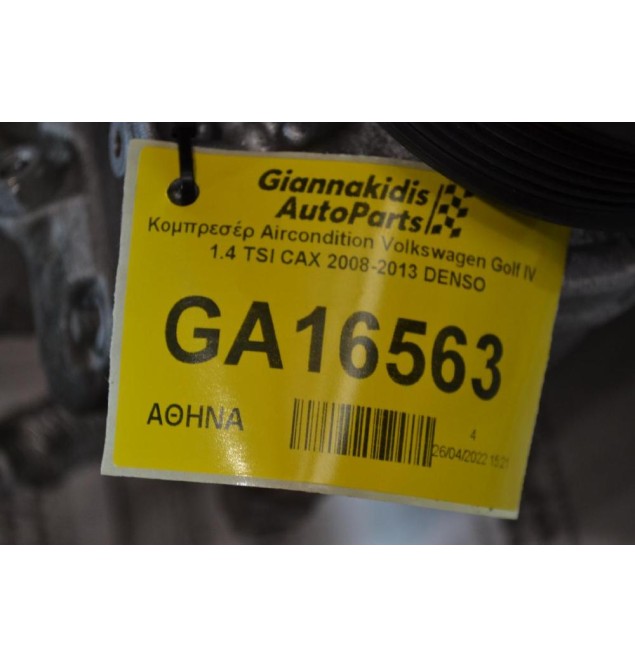 Giannakidis
AutoParts
Κομπρεσέρ Aircondition Volkswagen Golf IV
1.4 TSI CAX 2008-2013 DENSO
GA16563
ΑΘΗΝΑ
4
26/04/2022 15:21